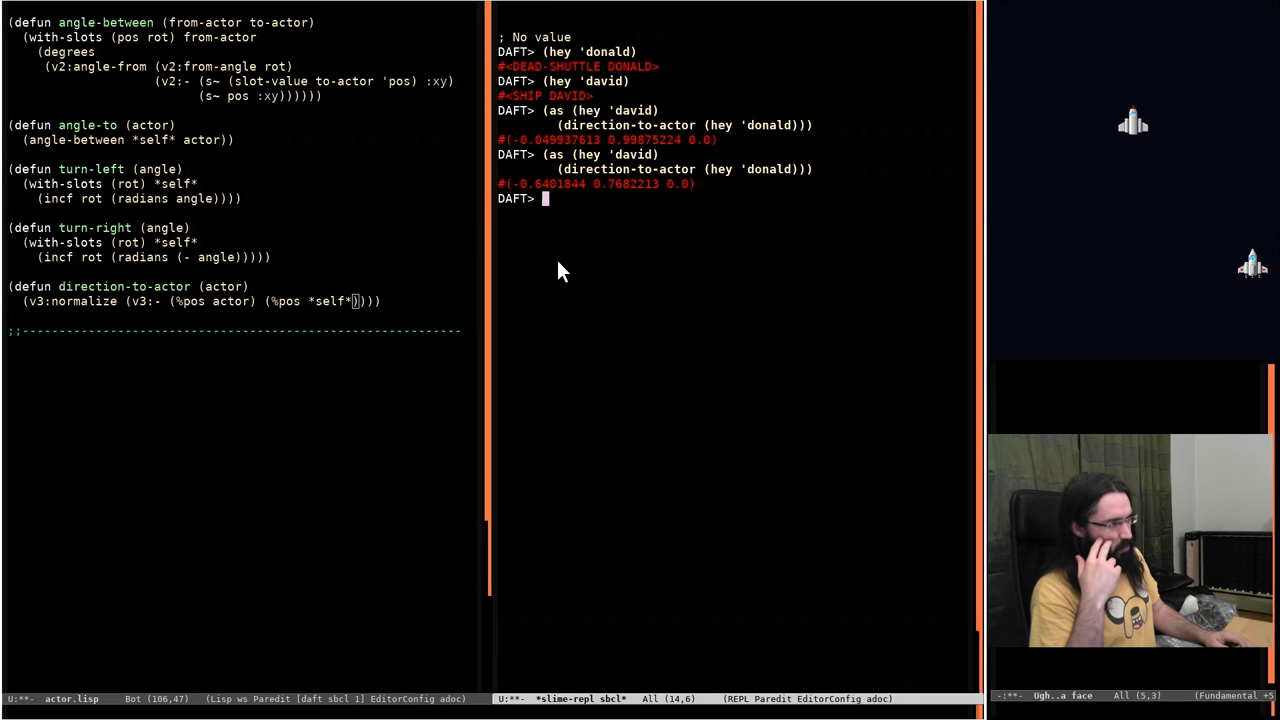 (defun angle-between (from-actor to-actor)
  (with-slots (pos rot) from-actor
    (degrees
     (v2:angle-from (v2:from-angle rot)
                    (v2:- (s~ (slot-value to-actor 'pos) :xy)
                          (s~ pos :xy))))))
(defun angle-to (actor)
  (angle-between *self* actor))
(defun turn-left (angle)
  (with-slots (rot) *self*
    (incf rot (radians angle))))
(defun turn-right (angle)
  (with-slots (rot) *self*
    (incf rot (radians (- angle)))))
(defun direction-to-actor (actor)
  (v3:normalize (v3:- (%pos actor) (%pos *self*))))
;;------------------------------------------------------------
U:**-  actor.lisp     Bot (106,47)   (Lisp ws Paredit [daft sbcl 1] EditorConfig adoc)
; No value
DAFT> (hey 'donald)
#<DEAD-SHUTTLE DONALD>
DAFT> (hey 'david)
#<SHIP DAVID>
DAFT> (as (hey 'david)
        (direction-to-actor (hey 'donald)))
#(-0.049937613 0.99875224 0.0)
DAFT> (as (hey 'david)
        (direction-to-actor (hey 'donald)))
#(-0.6401844 0.7682213 0.0)
DAFT>
U:**-  *slime-repl sbcl*   All (14,6)     (REPL Paredit EditorConfig adoc)
-:**-  Ugh..a face    All (5,3)     (Fundamental +5